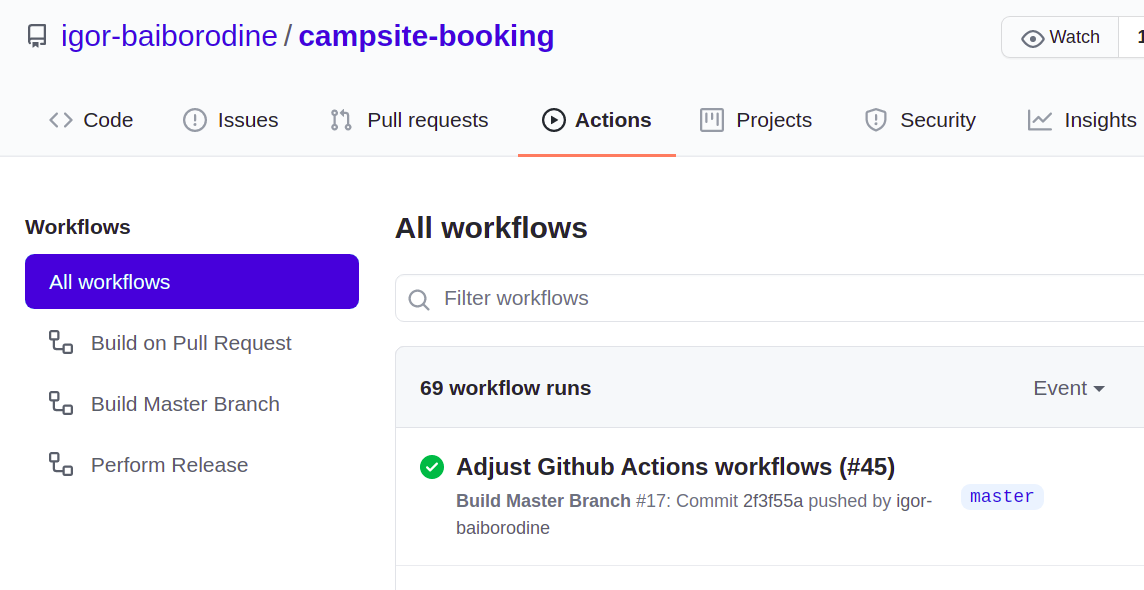 igor-baiborodine / campsite-booking
Watch 1
Code Issues Pull requests Actions Projects Security Insights
Workflows
All workflows
Build on Pull Request
Build Master Branch
Perform Release
All workflows
Filter workflows
69 workflow runs
Event
Adjust Github Actions workflows (#45)
Build Master Branch #17: Commit 2f3f55a pushed by igor-
baiborodine
master